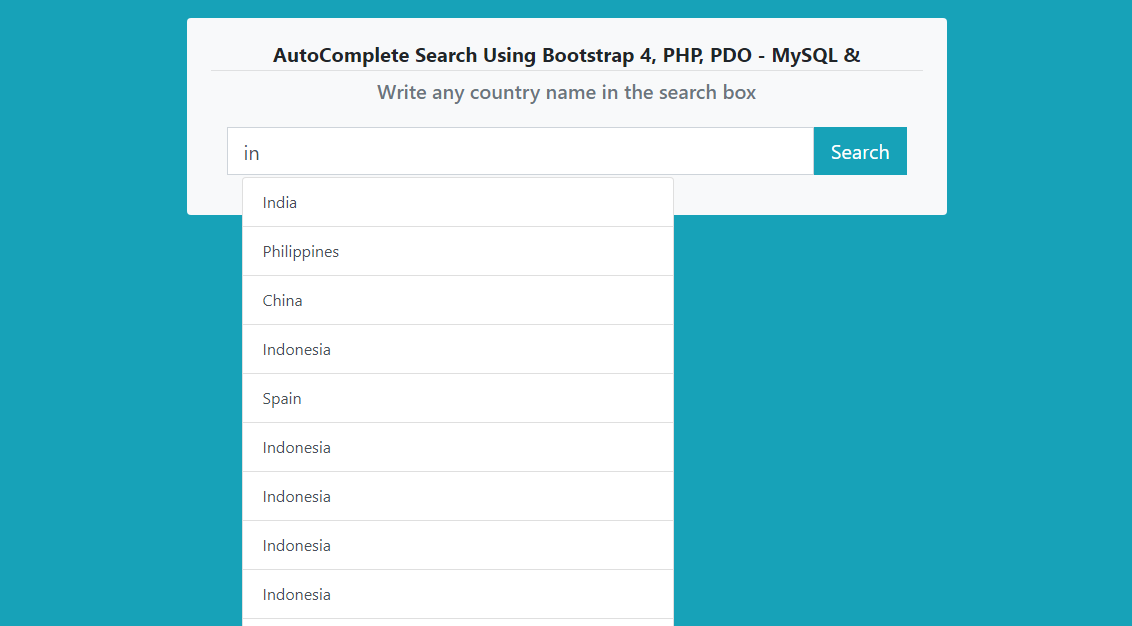 AutoComplete Search Using Bootstrap 4, PHP, PDO - MySQL &
Write any country name in the search box
in
Search
India
Philippines
China
Indonesia
Spain
Indonesia
Indonesia
Indonesia
Indonesia